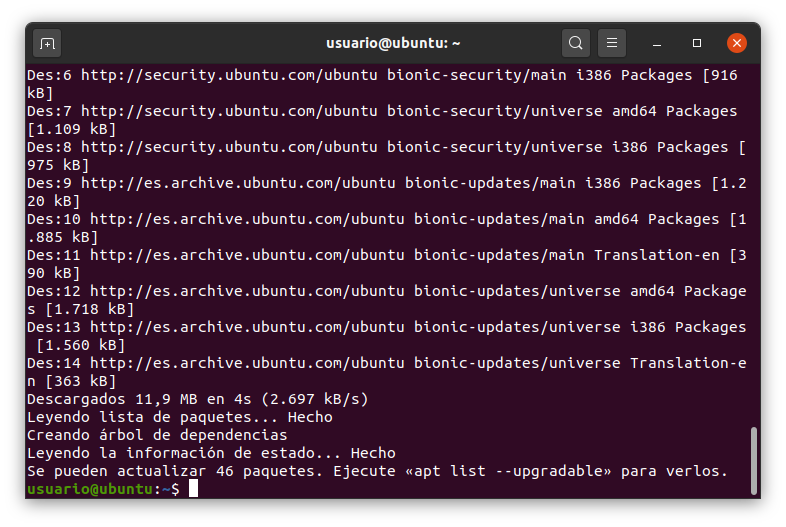 usuario@ubuntu: ~
Des:6 http://security.ubuntu.com/ubuntu bionic-security/main i386 Packages [916
kB]
Des:7 http://security.ubuntu.com/ubuntu bionic-security/universe amd64 Packages
[1.109 kB]
Des:8 http://security.ubuntu.com/ubuntu bionic-security/universe i386 Packages [
975 kB]
Des:9 http://es.archive.ubuntu.com/ubuntu bionic-updates/main i386 Packages [1.2
20 kB]
Des:10 http://es.archive.ubuntu.com/ubuntu bionic-updates/main amd64 Packages [1
.885 kB]
Des:11 http://es.archive.ubuntu.com/ubuntu bionic-updates/main Translation-en [3
90 kB]
Des:12 http://es.archive.ubuntu.com/ubuntu bionic-updates/universe amd64 Package
s [1.718 kB]
Des:13 http://es.archive.ubuntu.com/ubuntu bionic-updates/universe i386 Packages
 [1.560 kB]
Des:14 http://es.archive.ubuntu.com/ubuntu bionic-updates/universe Translation-e
n [363 kB]
Descargados 11,9 MB en 4s (2.697 kB/s)
Leyendo lista de paquetes... Hecho
Creando árbol de dependencias
Leyendo la información de estado... Hecho
Se pueden actualizar 46 paquetes. Ejecute «apt list --upgradable» para verlos.
usuario@ubuntu:~$